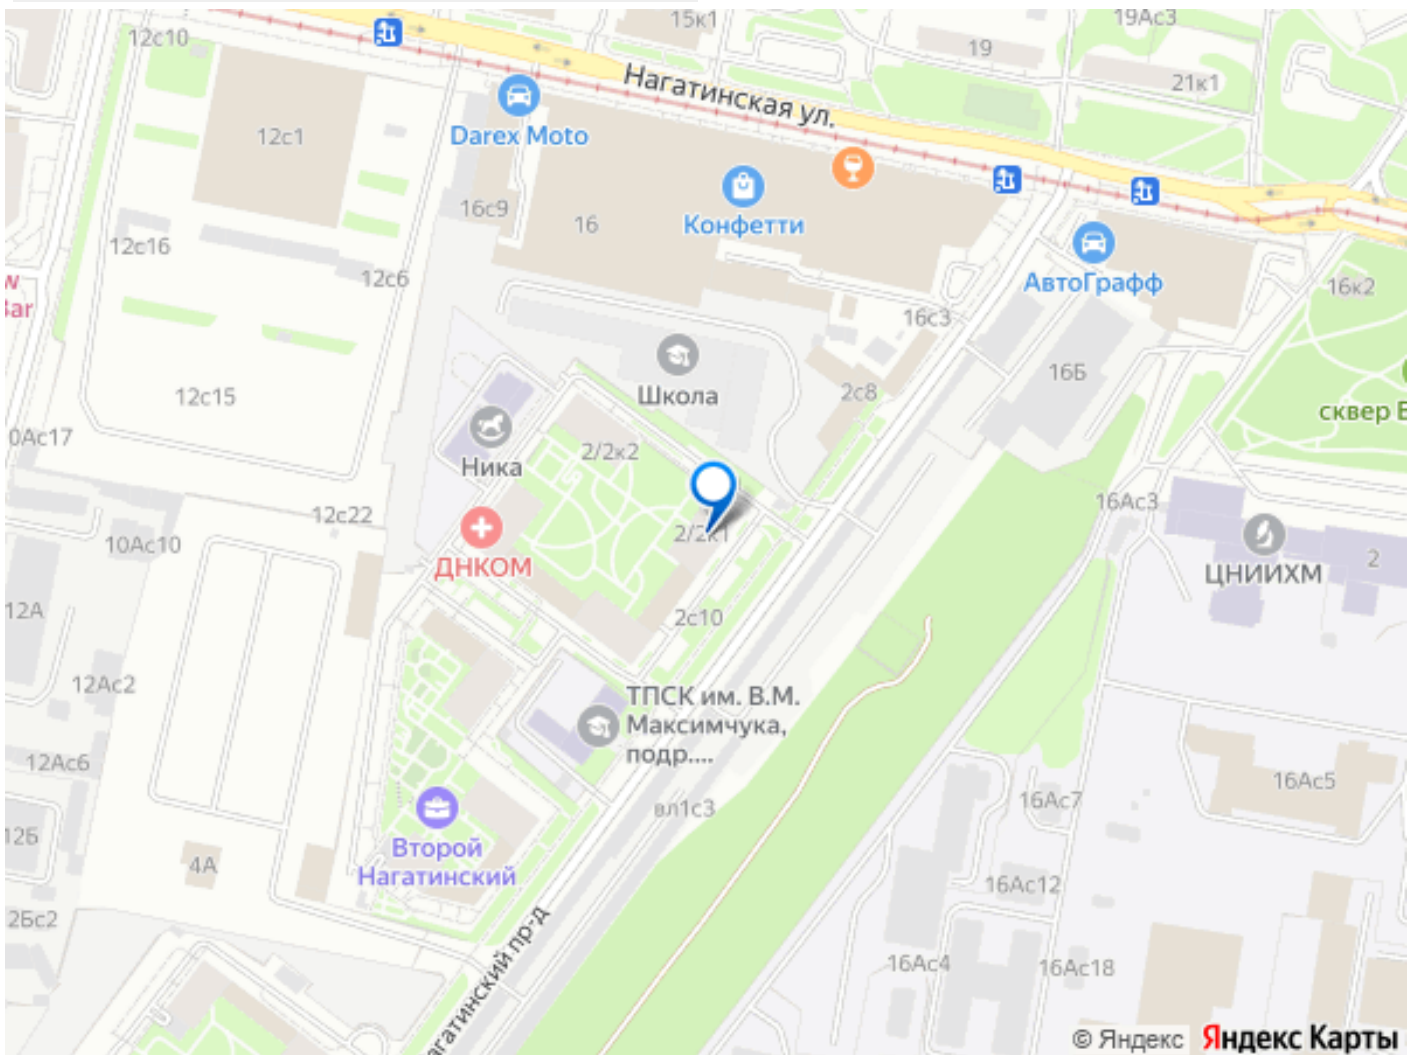 15к1
19Ас3
12с10
19
21к1
Нагатинская ул.
12с1
Darex Moto
16с9
16
Конфетти
12с16
12с6
АвтоГрафф
16к2
w
Bar
16с3
Школа
2с8
16Б
12с15
сквер В
0Ас17
2/2к2
Ника
12с22
16Ас3
10Ас10
ДНКОМ
2/2к1
ЦНИИХМ
2
12А
2с10
12Ас2
ТПСК им. В.М.
Максимчука,
подр....
12Ас6
вл1с3
16Ас7
16Ас5
12Б
4А
Второй
Нагатинский
16Ас12
2Бс2
агатинский пр-д
16Ас4
16Ас18
© Яндекс Яндекс Карты